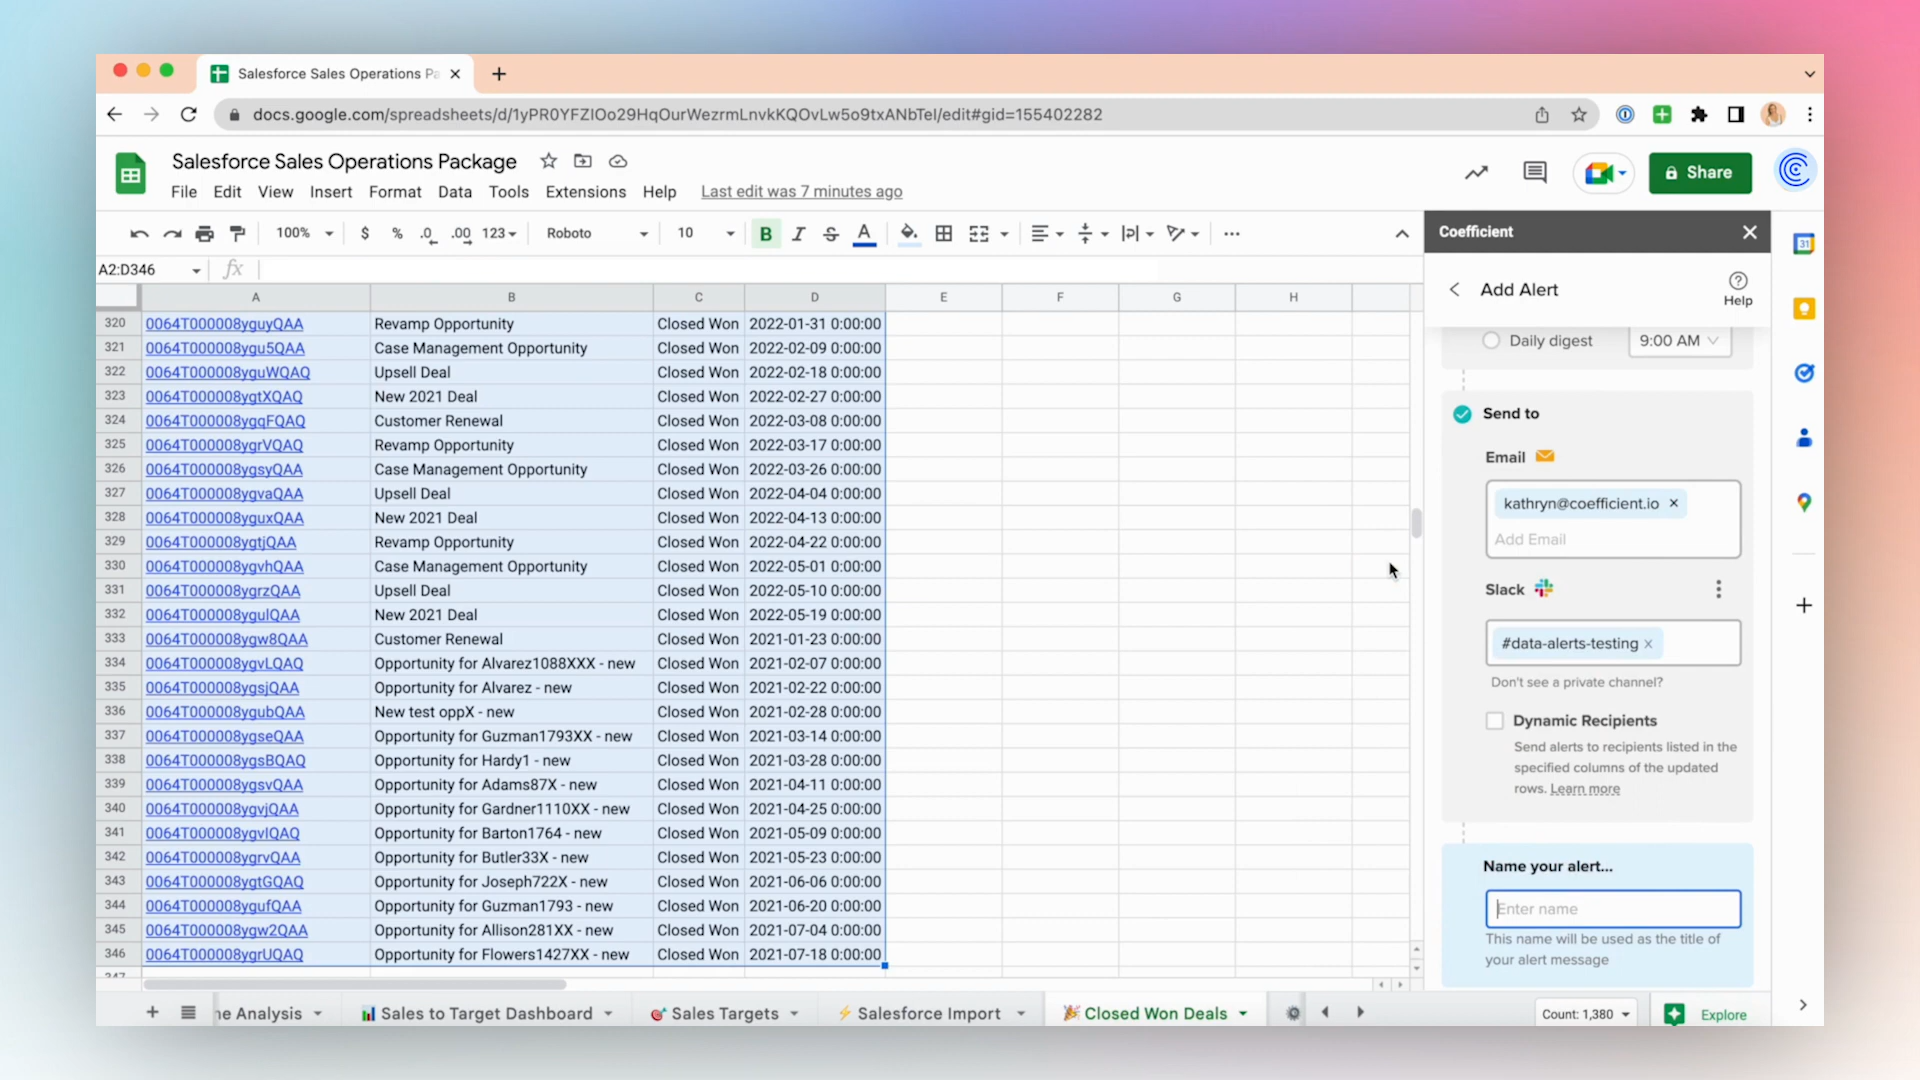 Salesforce Sales Operations Pa
docs.google.com/spreadsheets/d/1yPR0YFZIOo29HqOurWezrmLnvkKQOvLw5o9txANbTeI/edit#gid=155402282
Salesforce Sales Operations Package
Share
File Edit View Insert Format Data Tools Extensions Help Last edit was 7 minutes ago
100% $ % .0 .00 123 Roboto 10 B I S A
Coefficient
A2:D346 fx
Add Alert
Help
A B C D E F G H
320 0064T000008yguyQAA Revamp Opportunity Closed Won 2022-01-31 0:00:00
321 0064T000008ygu5QAA Case Management Opportunity Closed Won 2022-02-09 0:00:00
322 0064T000008yguWQAQ Upsell Deal Closed Won 2022-02-18 0:00:00
323 0064T000008ygtXQAQ New 2021 Deal Closed Won 2022-02-27 0:00:00
324 0064T000008ygqFQAQ Customer Renewal Closed Won 2022-03-08 0:00:00
325 0064T000008ygrVQAQ Revamp Opportunity Closed Won 2022-03-17 0:00:00
326 0064T000008ygsyQAA Case Management Opportunity Closed Won 2022-03-26 0:00:00
327 0064T000008ygvaQAA Upsell Deal Closed Won 2022-04-04 0:00:00
328 0064T000008yguxQAA New 2021 Deal Closed Won 2022-04-13 0:00:00
329 0064T000008ygtjQAA Revamp Opportunity Closed Won 2022-04-22 0:00:00
330 0064T000008ygvhQAA Case Management Opportunity Closed Won 2022-05-01 0:00:00
331 0064T000008ygrzQAA Upsell Deal Closed Won 2022-05-10 0:00:00
332 0064T000008ygulQAA New 2021 Deal Closed Won 2022-05-19 0:00:00
333 0064T000008ygw8QAA Customer Renewal Closed Won 2021-01-23 0:00:00
334 0064T000008ygvLQAQ Opportunity for Alvarez1088XXX - new Closed Won 2021-02-07 0:00:00
335 0064T000008ygsjQAA Opportunity for Alvarez - new Closed Won 2021-02-22 0:00:00
336 0064T000008ygubQAA New test oppX - new Closed Won 2021-02-28 0:00:00
337 0064T000008ygseQAA Opportunity for Guzman1793XX - new Closed Won 2021-03-14 0:00:00
338 0064T000008ygsBQAQ Opportunity for Hardy1 - new Closed Won 2021-03-28 0:00:00
339 0064T000008ygsvQAA Opportunity for Adams87X - new Closed Won 2021-04-11 0:00:00
340 0064T000008ygvjQAA Opportunity for Gardner1110XX - new Closed Won 2021-04-25 0:00:00
341 0064T000008ygvIQAQ Opportunity for Barton1764 - new Closed Won 2021-05-09 0:00:00
342 0064T000008ygrvQAA Opportunity for Butler33X - new Closed Won 2021-05-23 0:00:00
343 0064T000008ygtGQAQ Opportunity for Joseph722X - new Closed Won 2021-06-06 0:00:00
344 0064T000008ygufQAA Opportunity for Guzman1793 - new Closed Won 2021-06-20 0:00:00
345 0064T000008ygw2QAA Opportunity for Allison281XX - new Closed Won 2021-07-04 0:00:00
346 0064T000008ygrUQAQ Opportunity for Flowers1427XX - new Closed Won 2021-07-18 0:00:00
347
Daily digest 9:00 AM
Send to
Email
kathryn@coefficient.io
Add Email
Slack
#data-alerts-testing
Don't see a private channel?
Dynamic Recipients
Send alerts to recipients listed in the
specified columns of the updated
rows. Learn more
Name your alert...
Enter name
This name will be used as the title of
your alert message
31
ne Analysis Sales to Target Dashboard Sales Targets Salesforce Import Closed Won Deals Count: 1,380 Explore